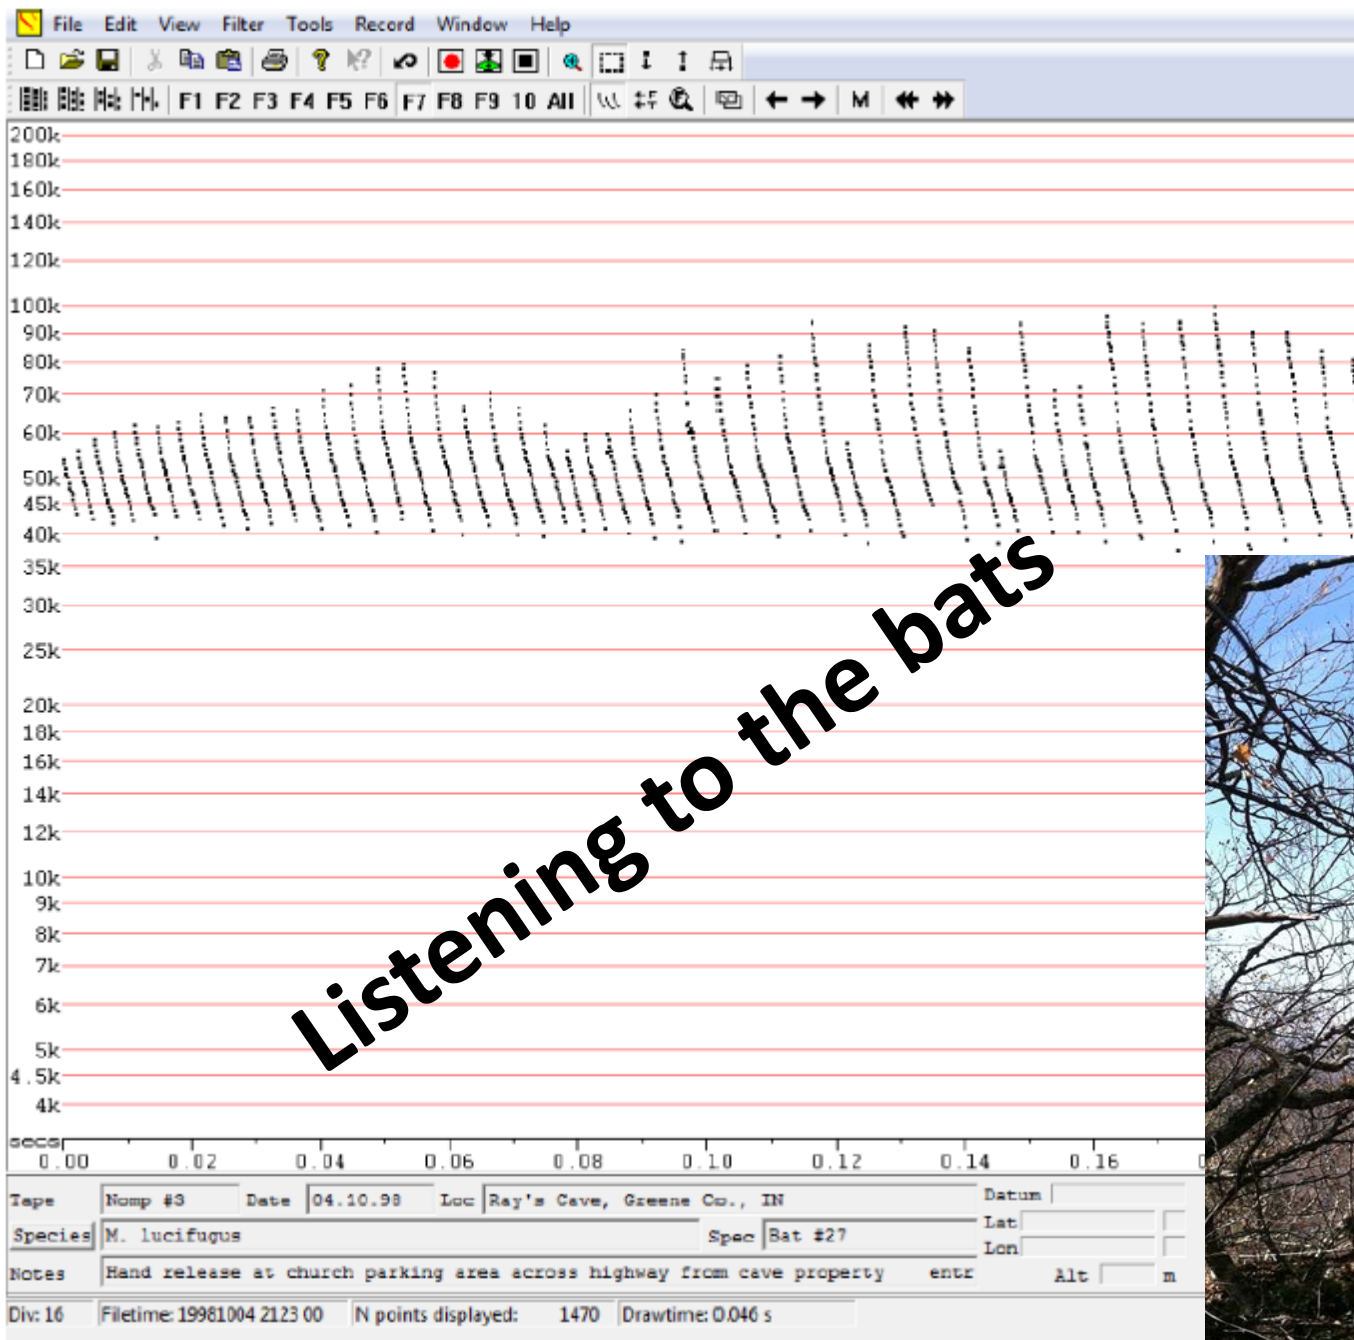 File Edit View Filter Tools Record Window Help
F1 F2 F3 F4 F5 F6 F7 F8 F9 10 All M
200k
180k
160k
140k
120k
100k
90k
80k
70k
60k
50k
45k
40k
35k
30k
25k
20k
18k
16k
14k
12k
10k
9k
8k
7k
6k
5k
4.5k
4k
Listening to the bats
secs
0.00 0.02 0.04 0.06 0.08 0.10 0.12 0.14 0.16
Tape Nomp #3 Date 04.10.98 Loc Ray's Cave, Greene Co., IN Datum
Species M. lucifugus Spec Bat #27 Lat
Lon
Notes Hand release at church parking area across highway from cave property entr Alt m
Div: 16 Filetime: 19981004 2123 00 N points displayed: 1470 Drawtime: 0.046 s